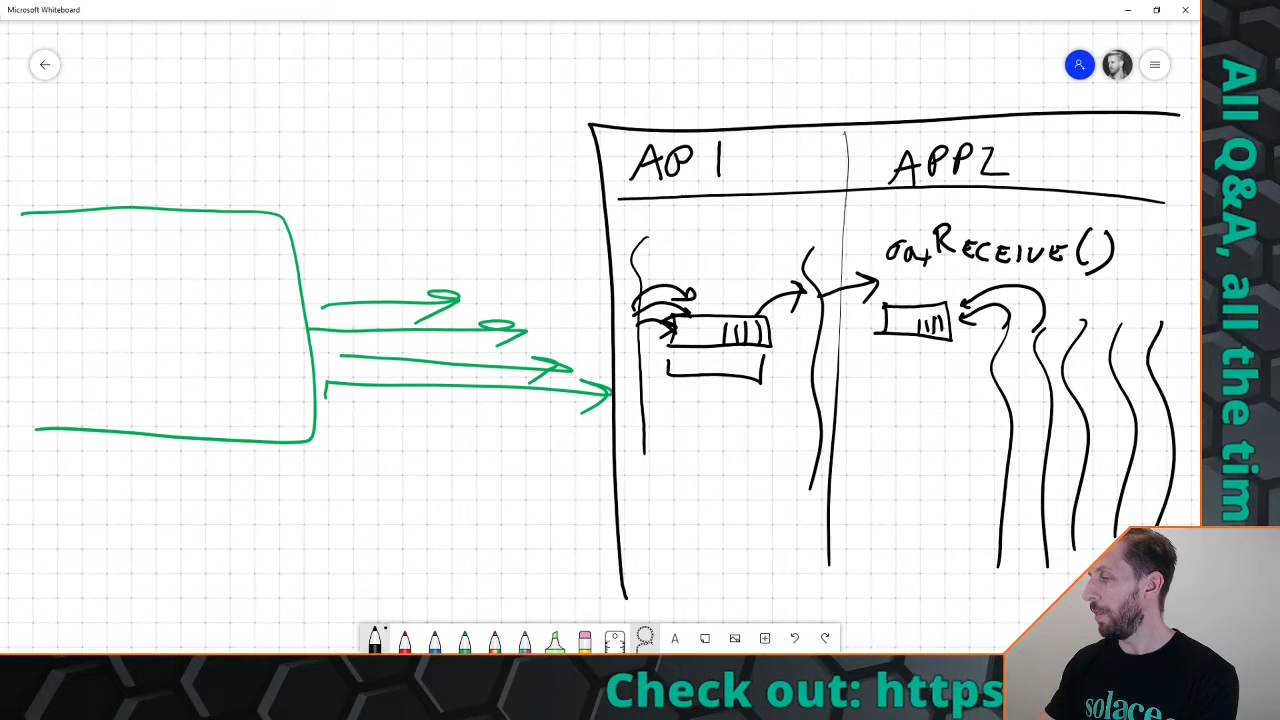 Microsoft Whiteboard
AP 1
APP2
onReceive()
A
All Q&A, all the tim
Check out: https
solace